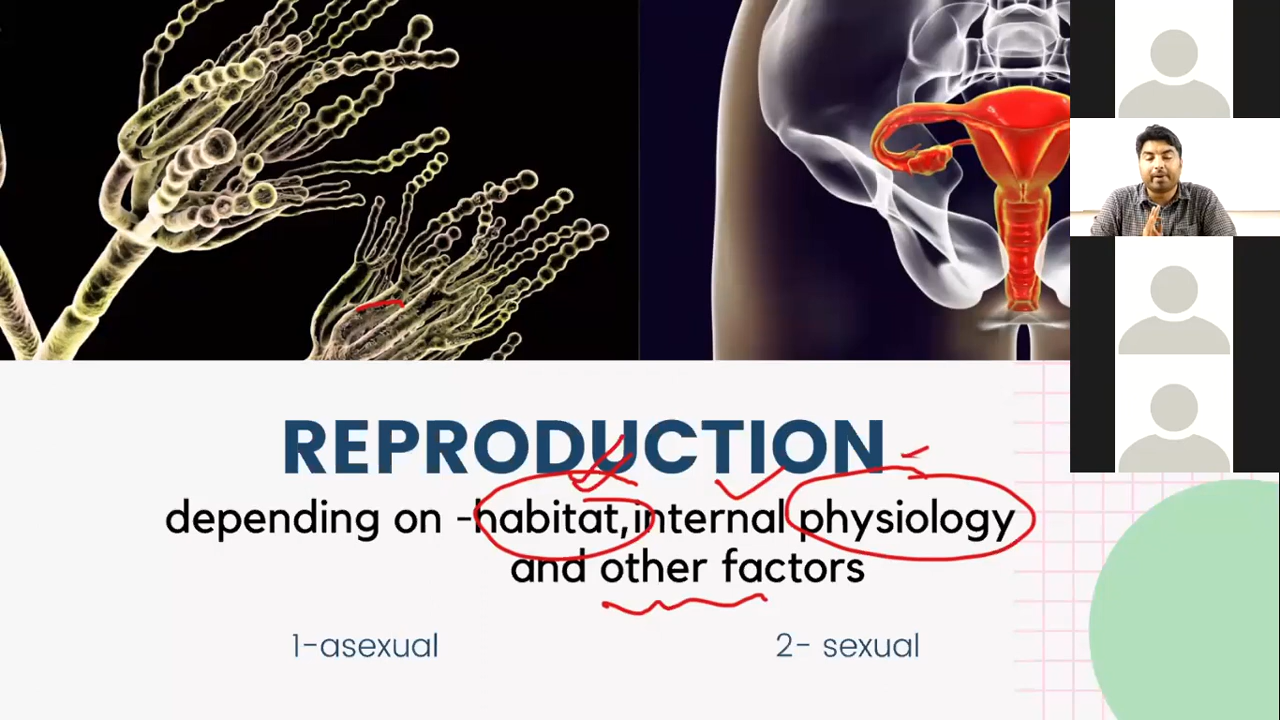 REPRODUCTION
depending on -habitat,internal physiology
and other factors
1-asexual
2- sexual